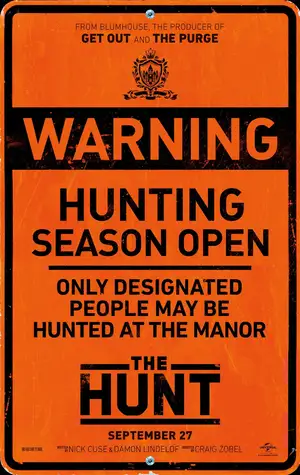 FROM BLUMHOUSE, THE PRODUCER OF
GET OUT AND THE PURGE
WARNING
HUNTING
SEASON OPEN
ONLY DESIGNATED
PEOPLE MAY BE
HUNTED AT THE MANOR
THE
HUNT
SEPTEMBER 27
NICK CUSE & DAMON LINDELOF
CRAIG ZOBEL
UNIVERSAL